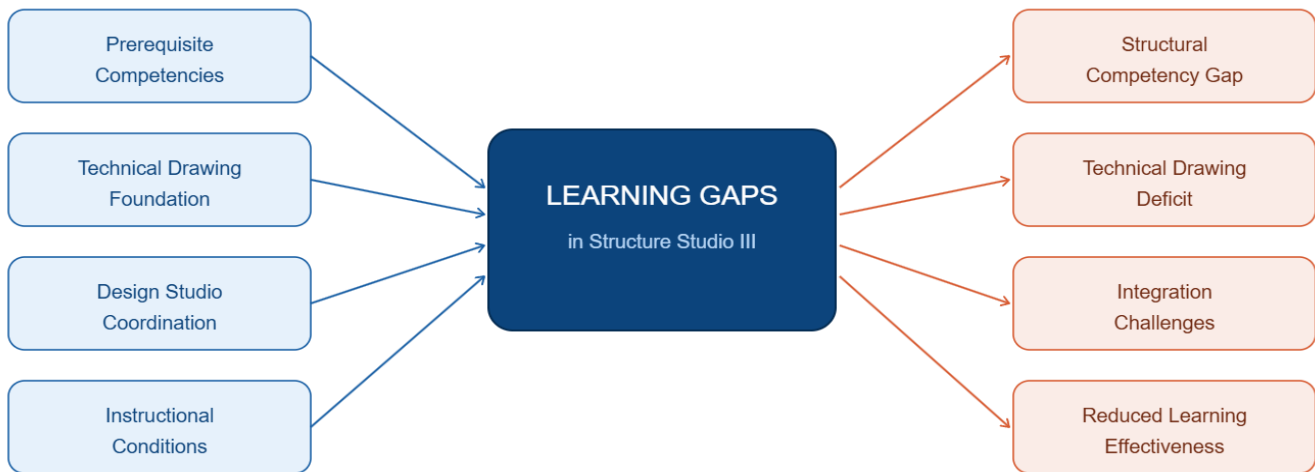 Prerequisite
Competencies
Technical Drawing
Foundation
Design Studio
Coordination
Instructional
Conditions
LEARNING GAPS
in Structure Studio III
Structural
Competency Gap
Technical Drawing
Deficit
Integration
Challenges
Reduced Learning
Effectiveness